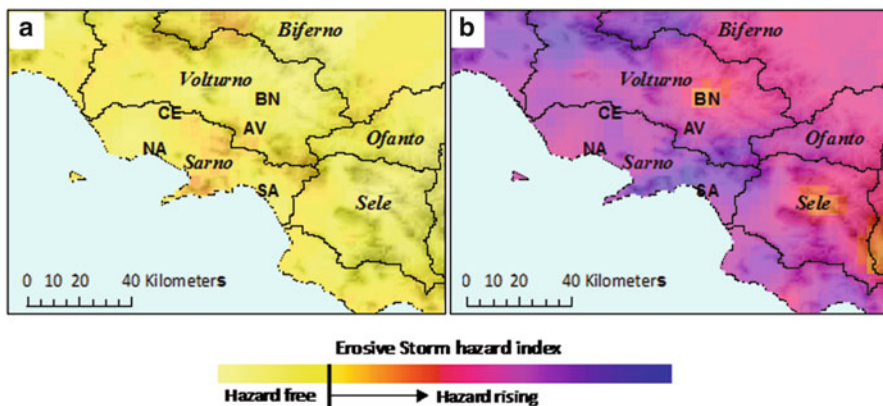 a
Biferno
Volturno
BN
CE
AV
Ofanto
NA
Sarno
SA
Sele
0 10 20 40 Kilometers
b
Biferno
Volturno
BN
CE
AV
Ofanto
NA
Sarno
SA
Sele
0 10 20 40 Kilometers
Erosive Storm hazard index
Hazard free Hazard rising